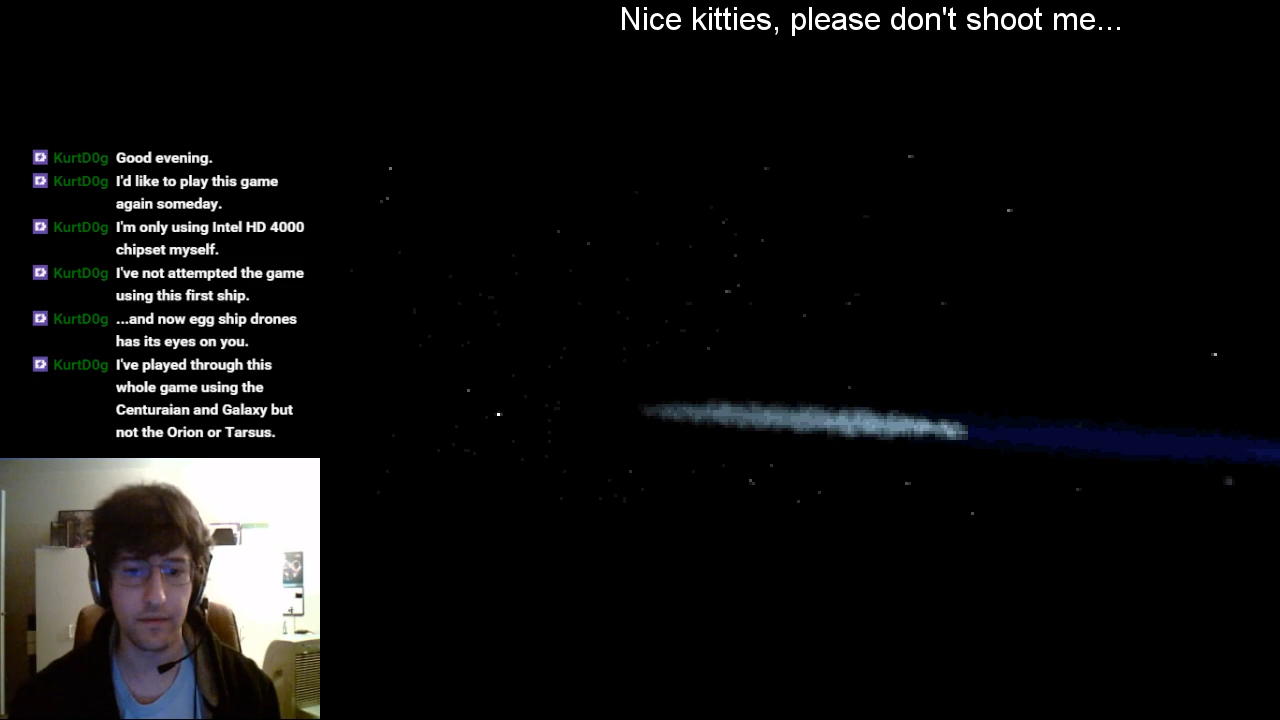 Nice kitties, please don't shoot me...
KurtD0g Good evening.
KurtD0g I'd like to play this game
again someday.
KurtD0g I'm only using Intel HD 4000
chipset myself.
KurtD0g I've not attempted the game
using this first ship.
KurtD0g ...and now egg ship drones
has its eyes on you.
KurtD0g I've played through this
whole game using the
Centuraian and Galaxy but
not the Orion or Tarsus.